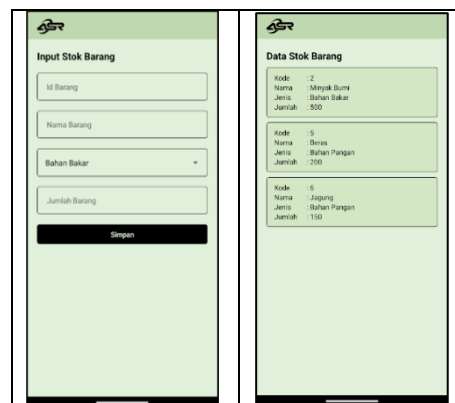 ASR
Input Stok Barang
Id Barang
Nama Barang
Bahan Bakar
Jumlah Barang
Simpan
ASR
Data Stok Barang
Kode : 2
Nama : Minyak Bumi
Jenis : Bahan Bakar
Jumlah : 500
Kode : 5
Nama : Beras
Jenis : Bahan Pangan
Jumlah : 200
Kode : 6
Nama : Jagung
Jenis : Bahan Pangan
Jumlah : 150